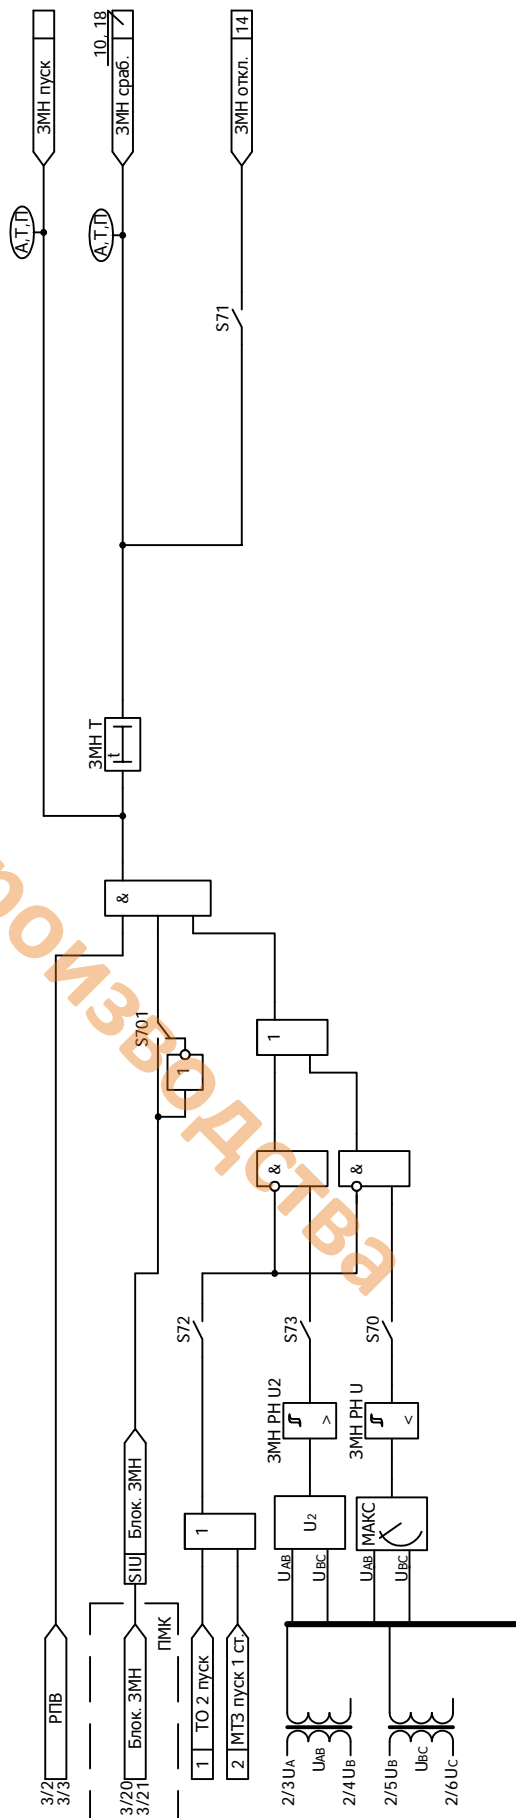 ЗМН пуск
10, 18
ЗМН сраб.
14
ЗМН откл.
А,Т,П
А,Т,П
S71
ЗМН Т
t
&
S701
1
1
&
&
S72
S73
S70
ЗМН РН U2
>
ЗМН РН U
<
SIU
Блок. ЗМН
1
U2
МАКС
UAB
UBC
UAB
UBC
3/2
3/3
РПВ
ПМК
3/20
3/21
Блок. ЗМН
1
ТО 2 пуск
2
МТЗ пуск 1 ст.
2/3 UA
UAB
2/4 UB
2/5 UB
UBC
2/6 UC
роизводства